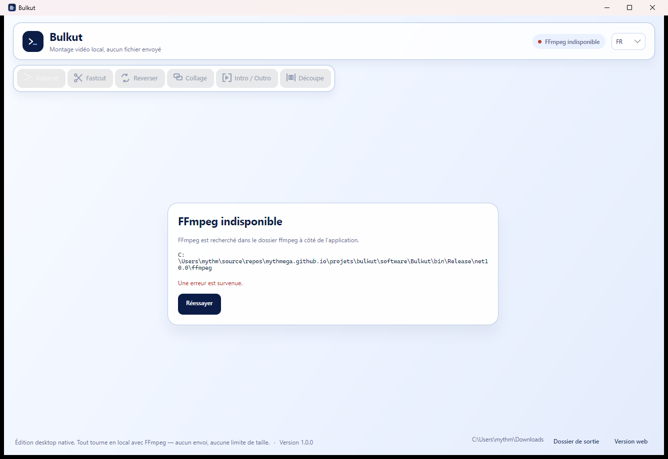 Bulkut
Bulkut
Montage vidéo local, aucun fichier envoyé
FFmpeg indisponible
FR
Fastcut
Reverser
Collage
Intro / Outro
Découpe
FFmpeg indisponible
FFmpeg est recherché dans le dossier ffmpeg à côté de l'application.
C:
\Users\mythm\source\repos\mythmega.github.io\projets\bulkut\software\Bulkut\bin\Release\net1
0.0\ffmpeg
Une erreur est survenue.
Réessayer
Édition desktop native. Tout tourne en local avec FFmpeg — aucun envoi, aucune limite de taille. · Version 1.0.0
C:\Users\mythm\Downloads
Dossier de sortie
Version web